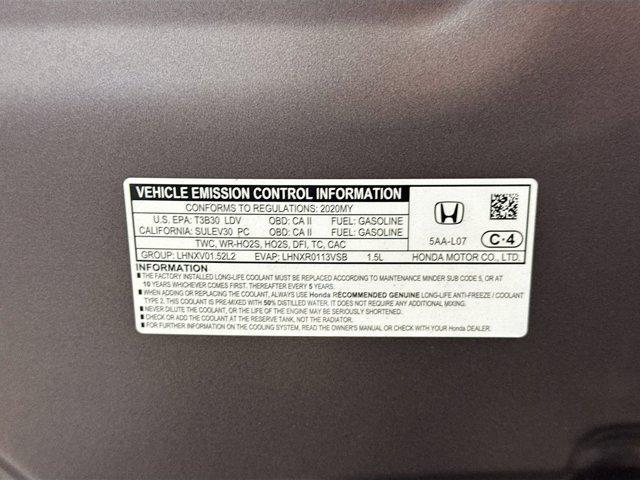 VEHICLE EMISSION CONTROL INFORMATION
CONFORMS TO REGULATIONS: 2020MY
U.S. EPA: T3B30 LDV OBD: CA II FUEL: GASOLINE
CALIFORNIA: SULEV30 PC OBD: CA II FUEL: GASOLINE
TWC, WR-HO2S, HO2S, DFI, TC, CAC
GROUP: LHNXV01.52L2 EVAP: LHNXR0113VSB 1.5L
5AA-L07 C-4
HONDA MOTOR CO., LTD.
INFORMATION
■ THE FACTORY INSTALLED LONG-LIFE COOLANT MUST BE REPLACED ACCORDING TO MAINTENANCE MINDER SUB CODE 5, OR AT
10 YEARS WHICHEVER COMES FIRST. THEREAFTER EVERY 5 YEARS.
■ WHEN ADDING OR REPLACING THE COOLANT, ALWAYS USE Honda RECOMMENDED GENUINE LONG-LIFE ANTI-FREEZE / COOLANT
TYPE 2. THIS COOLANT IS PRE-MIXED WITH 50% DISTILLED WATER. IT DOES NOT REQUIRE ANY ADDITIONAL MIXING.
■ NEVER DILUTE THE COOLANT, OR THE LIFE OF THE ENGINE MAY BE SERIOUSLY SHORTENED.
■ CHECK OR ADD THE COOLANT AT THE RESERVE TANK, NOT THE RADIATOR.
■ FOR FURTHER INFORMATION ON THE COOLING SYSTEM, READ THE OWNER'S MANUAL OR CHECK WITH YOUR Honda DEALER.